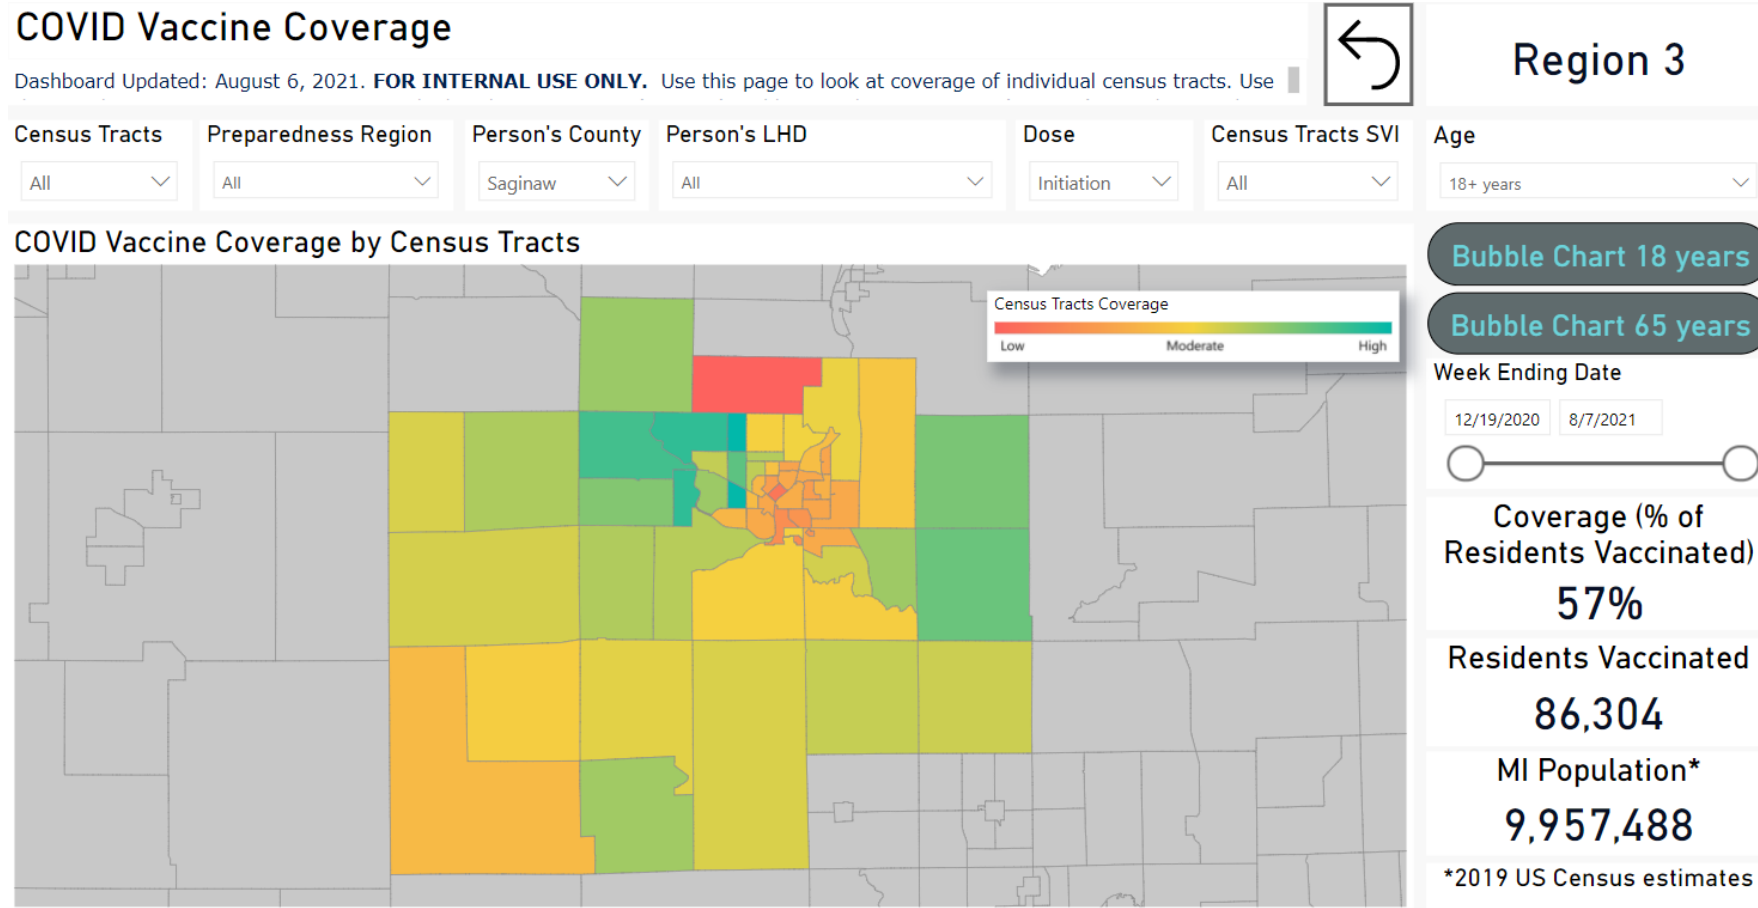 COVID Vaccine Coverage
Region 3
Dashboard Updated: August 6, 2021. FOR INTERNAL USE ONLY. Use this page to look at coverage of individual census tracts. Use
Census Tracts
Preparedness Region
Person's County
Person's LHD
Dose
Census Tracts SVI
Age
All
All
Saginaw
All
Initiation
All
18+ years
COVID Vaccine Coverage by Census Tracts
Bubble Chart 18 years
Census Tracts Coverage
Low
Moderate
High
Bubble Chart 65 years
Week Ending Date
12/19/2020
8/7/2021
Coverage (% of
Residents Vaccinated)
57%
Residents Vaccinated
86,304
MI Population*
9,957,488
*2019 US Census estimates